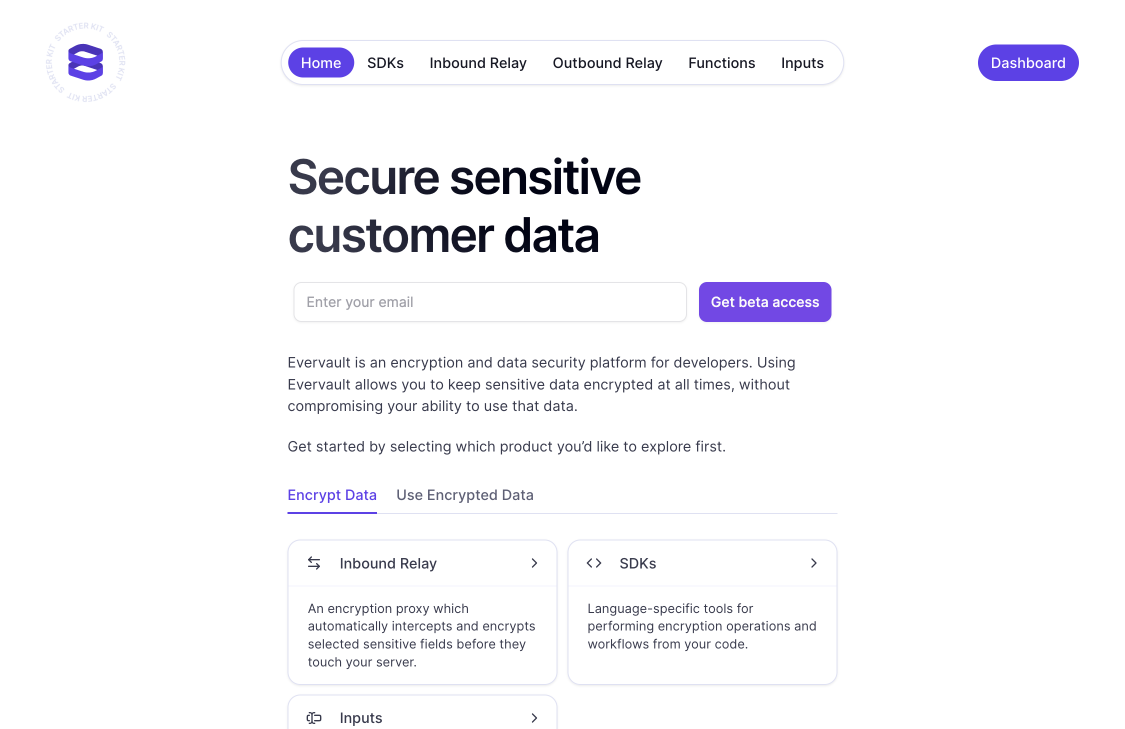 STARTER KIT STARTER KIT STARTER KIT STARTER KIT
Home SDKs Inbound Relay Outbound Relay Functions Inputs
Dashboard
Secure sensitive
customer data
Enter your email
Get beta access
Evervault is an encryption and data security platform for developers. Using
Evervault allows you to keep sensitive data encrypted at all times, without
compromising your ability to use that data.
Get started by selecting which product you’d like to explore first.
Encrypt Data Use Encrypted Data
Inbound Relay
An encryption proxy which
automatically intercepts and encrypts
selected sensitive fields before they
touch your server.
SDKs
Language-specific tools for
performing encryption operations and
workflows from your code.
Inputs